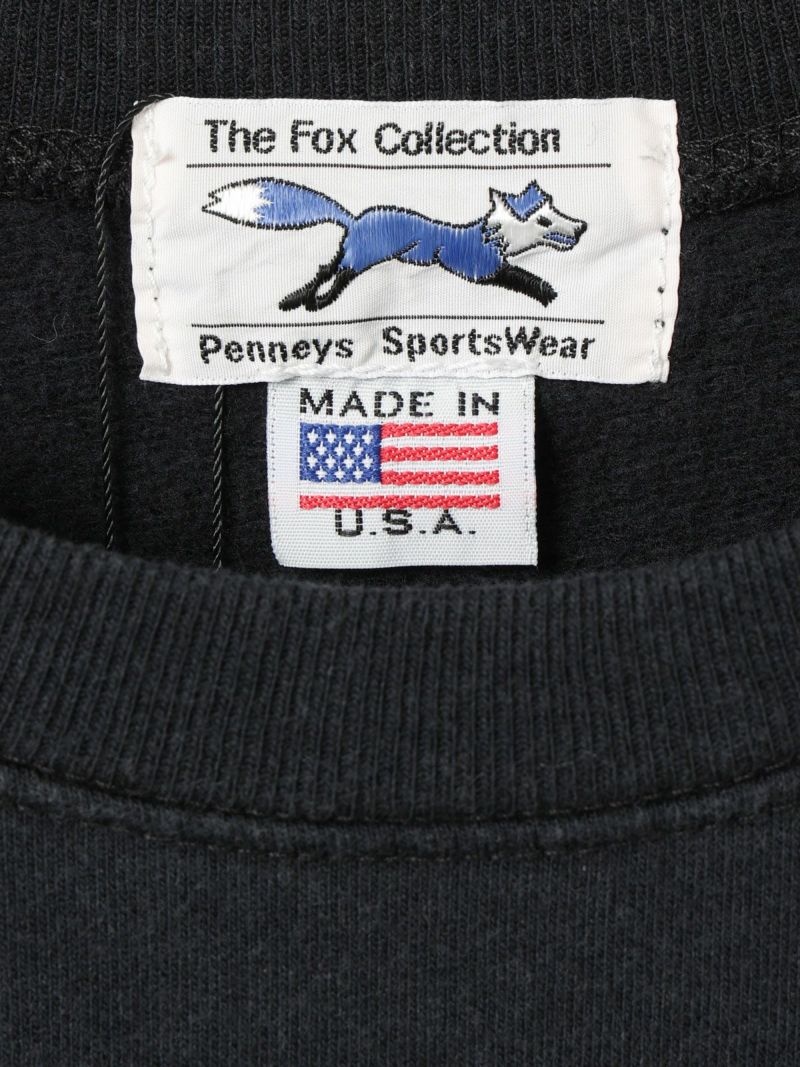 The Fox Collection
Penneys SportsWear
MADE IN
U.S.A.